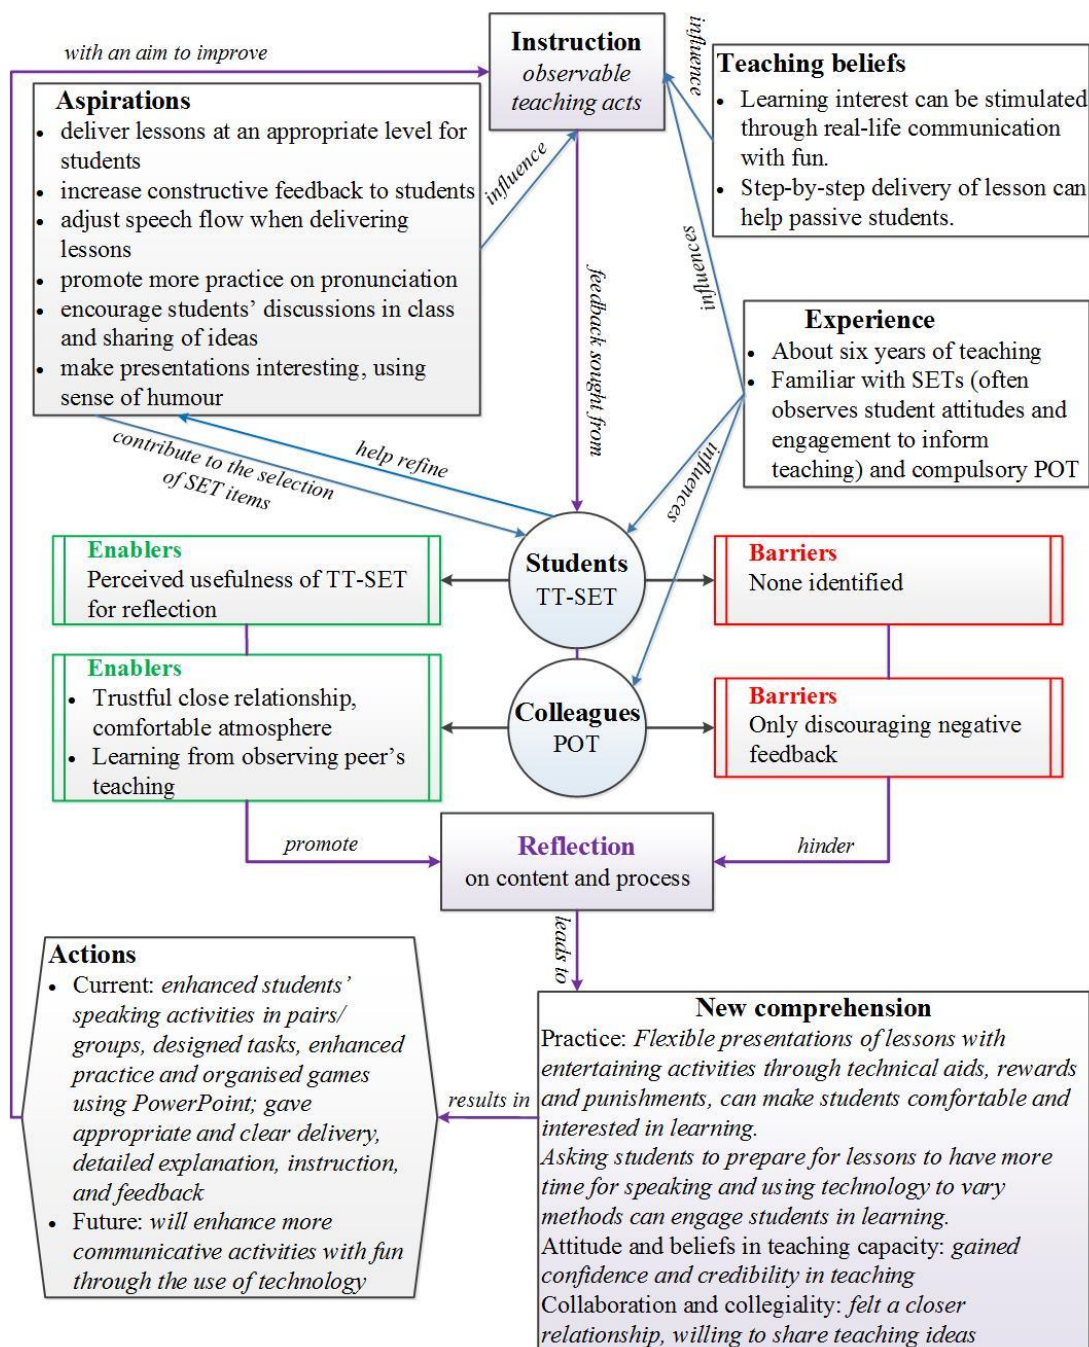 with an aim to improve
Instruction
observable
teaching acts
influence
Teaching beliefs
• Learning interest can be stimulated
through real-life communication
with fun.
• Step-by-step delivery of lesson can
help passive students.
Aspirations
• deliver lessons at an appropriate level for
students
• increase constructive feedback to students
• adjust speech flow when delivering
lessons
• promote more practice on pronunciation
• encourage students’ discussions in class
and sharing of ideas
• make presentations interesting, using
sense of humour
influence
influences
feedback sought from
Experience
• About six years of teaching
• Familiar with SETs (often
observes student attitudes and
engagement to inform
teaching) and compulsory POT
influences
contribute to the selection
of SET items
help refine
Enablers
Perceived usefulness of TT-SET
for reflection
Students
TT-SET
Barriers
None identified
Enablers
• Trustful close relationship,
comfortable atmosphere
• Learning from observing peer’s
teaching
Colleagues
POT
Barriers
Only discouraging negative
feedback
promote
Reflection
on content and process
hinder
leads to
Actions
• Current: enhanced students’
speaking activities in pairs/
groups, designed tasks, enhanced
practice and organised games
using PowerPoint; gave
appropriate and clear delivery,
detailed explanation, instruction,
and feedback
• Future: will enhance more
communicative activities with fun
through the use of technology
results in
New comprehension
Practice: Flexible presentations of lessons with
entertaining activities through technical aids, rewards
and punishments, can make students comfortable and
interested in learning.
Asking students to prepare for lessons to have more
time for speaking and using technology to vary
methods can engage students in learning.
Attitude and beliefs in teaching capacity: gained
confidence and credibility in teaching
Collaboration and collegiality: felt a closer
relationship, willing to share teaching ideas